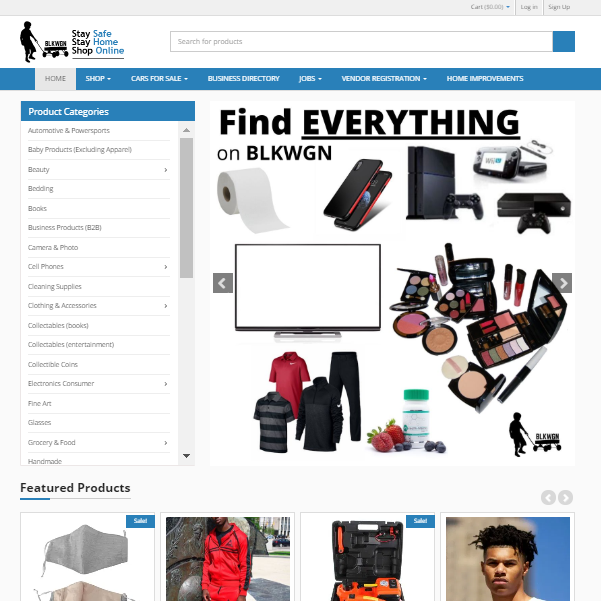 Cart ($0.00)
Log in
Sign Up
BLKWGN
Stay Safe
Stay Home
Shop Online
Search for products
HOME
SHOP
CARS FOR SALE
BUSINESS DIRECTORY
JOBS
VENDOR REGISTRATION
HOME IMPROVEMENTS
Product Categories
Automotive & Powersports
Baby Products (Excluding Apparel)
Beauty
Bedding
Books
Business Products (B2B)
Camera & Photo
Cell Phones
Cleaning Supplies
Clothing & Accessories
Collectables (books)
Collectables (entertainment)
Collectible Coins
Electronics Consumer
Fine Art
Glasses
Grocery & Food
Handmade
Find EVERYTHING
on BLKWGN
BLKWGN
Featured Products
Sale!
Sale!